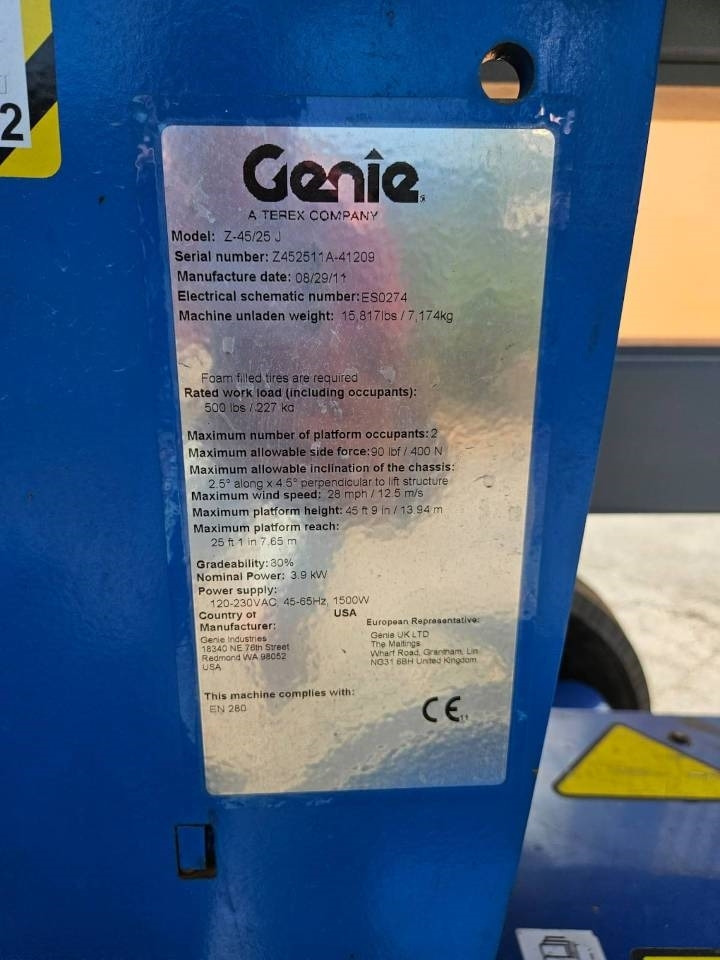 2
Genie
A TEREX COMPANY
Model: Z-45/25 J
Serial number: Z452511A-41209
Manufacture date: 08/29/11
Electrical schematic number: ES0274
Machine unladen weight: 15,817lbs / 7,174kg
Foam filled tires are required
Rated work load (including occupants):
500 lbs / 227 kg
Maximum number of platform occupants: 2
Maximum allowable side force: 90 lbf / 400 N
Maximum allowable inclination of the chassis:
2.5° along x 4.5° perpendicular to lift structure
Maximum wind speed: 28 mph / 12.5 m/s
Maximum platform height: 45 ft 9 in / 13.94 m
Maximum platform reach:
25 ft 1 in 7.65 m
Gradeability: 30%
Nominal Power: 3.9 kW
Power supply:
120-230VAC, 45-65Hz, 1500W
Country of USA
Manufacturer:
Genie Industries
18340 NE 76th Street
Redmond WA 98052
USA
European Representative:
Genie UK LTD
The Maltings
Wharf Road, Grantham, Lin
NG31 6BH United Kingdom
This machine complies with:
EN 280
CE 11